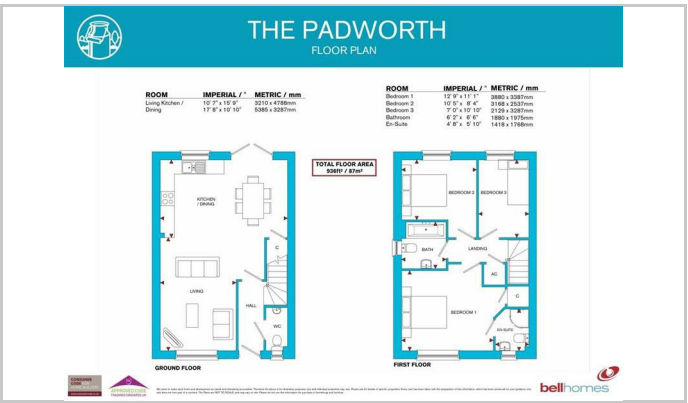 THE PADWORTH
FLOOR PLAN
ROOM IMPERIAL / " METRIC / mm
Living Kitchen / 10' 7" x 15' 9" 3210 x 4788mm
Dining 17' 8" x 10' 10" 5385 x 3287mm
ROOM IMPERIAL / " METRIC / mm
Bedroom 1 12' 9" x 11' 1" 3880 x 3387mm
Bedroom 2 10' 5" x 8' 4" 3168 x 2537mm
Bedroom 3 7' 0" x 10' 10" 2129 x 3287mm
Bathroom 6' 2" x 6' 6" 1880 x 1975mm
En-Suite 4' 8" x 5' 10" 1418 x 1768mm
TOTAL FLOOR AREA
936ft² / 87m²
KITCHEN
/ DINING
C
LIVING
HALL
WC
GROUND FLOOR
BEDROOM 2
BEDROOM 3
BATH
LANDING
AC
C
BEDROOM 1
EN-SUITE
FIRST FLOOR
CONSUMER
CODE
APPROVED CODE
bellhomes